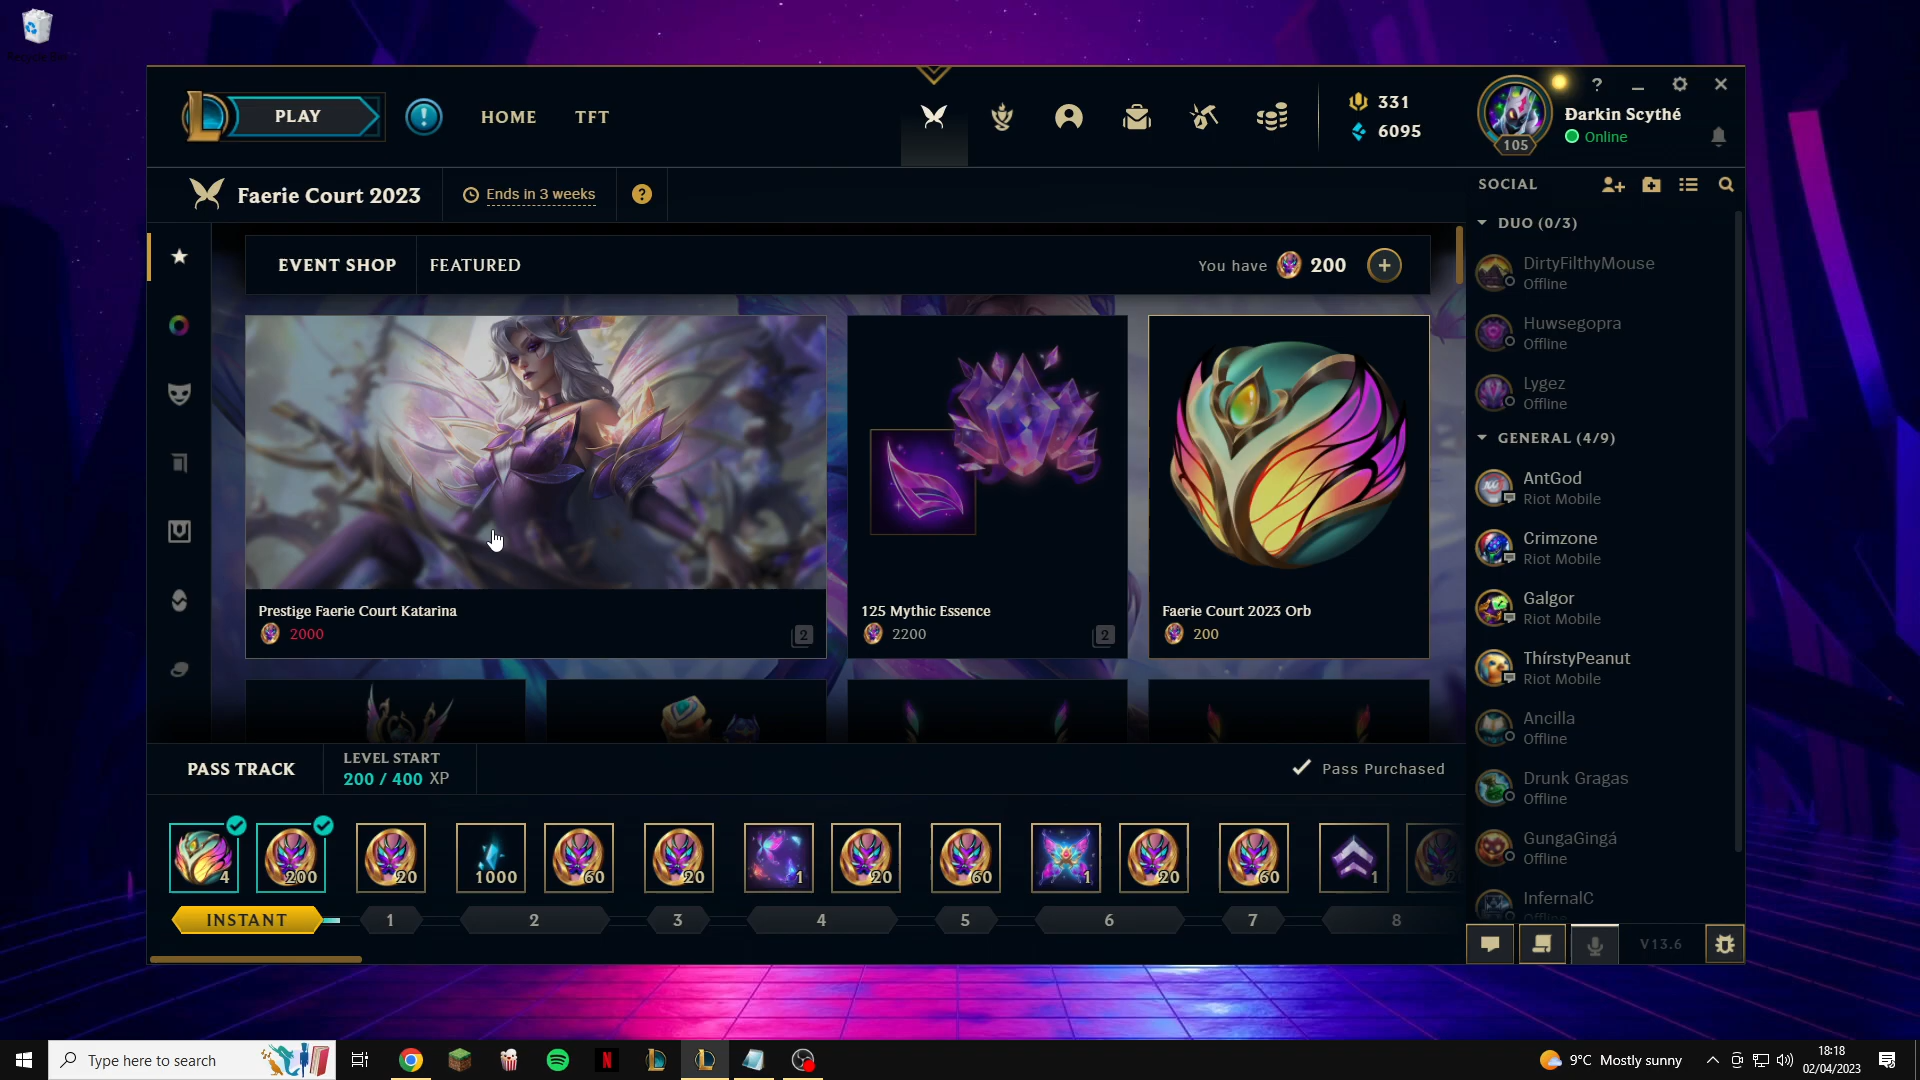 PLAY
HOME
TFT
331
6095
105
?
Ðarkin Scythé
Online
Faerie Court 2023
Ends in 3 weeks
?
SOCIAL
EVENT SHOP
FEATURED
You have 200
+
Prestige Faerie Court Katarina
2000
2
125 Mythic Essence
2200
2
Faerie Court 2023 Orb
200
DUO (0/3)
DirtyFilthyMouse
Offline
Huwsegopra
Offline
Lygez
Offline
GENERAL (4/9)
AntGod
Riot Mobile
Crimzone
Riot Mobile
Galgor
Riot Mobile
ThírstyPeanut
Riot Mobile
Ancilla
Offline
Drunk Gragas
Offline
GungaGingá
Offline
InfernalC
Offline
V13.6
PASS TRACK
LEVEL START
200 / 400 XP
Pass Purchased
4
200
20
1000
60
20
1
20
60
1
20
60
1
INSTANT
1
2
3
4
5
6
7
8
Type here to search
9°C Mostly sunny
18:18
02/04/2023